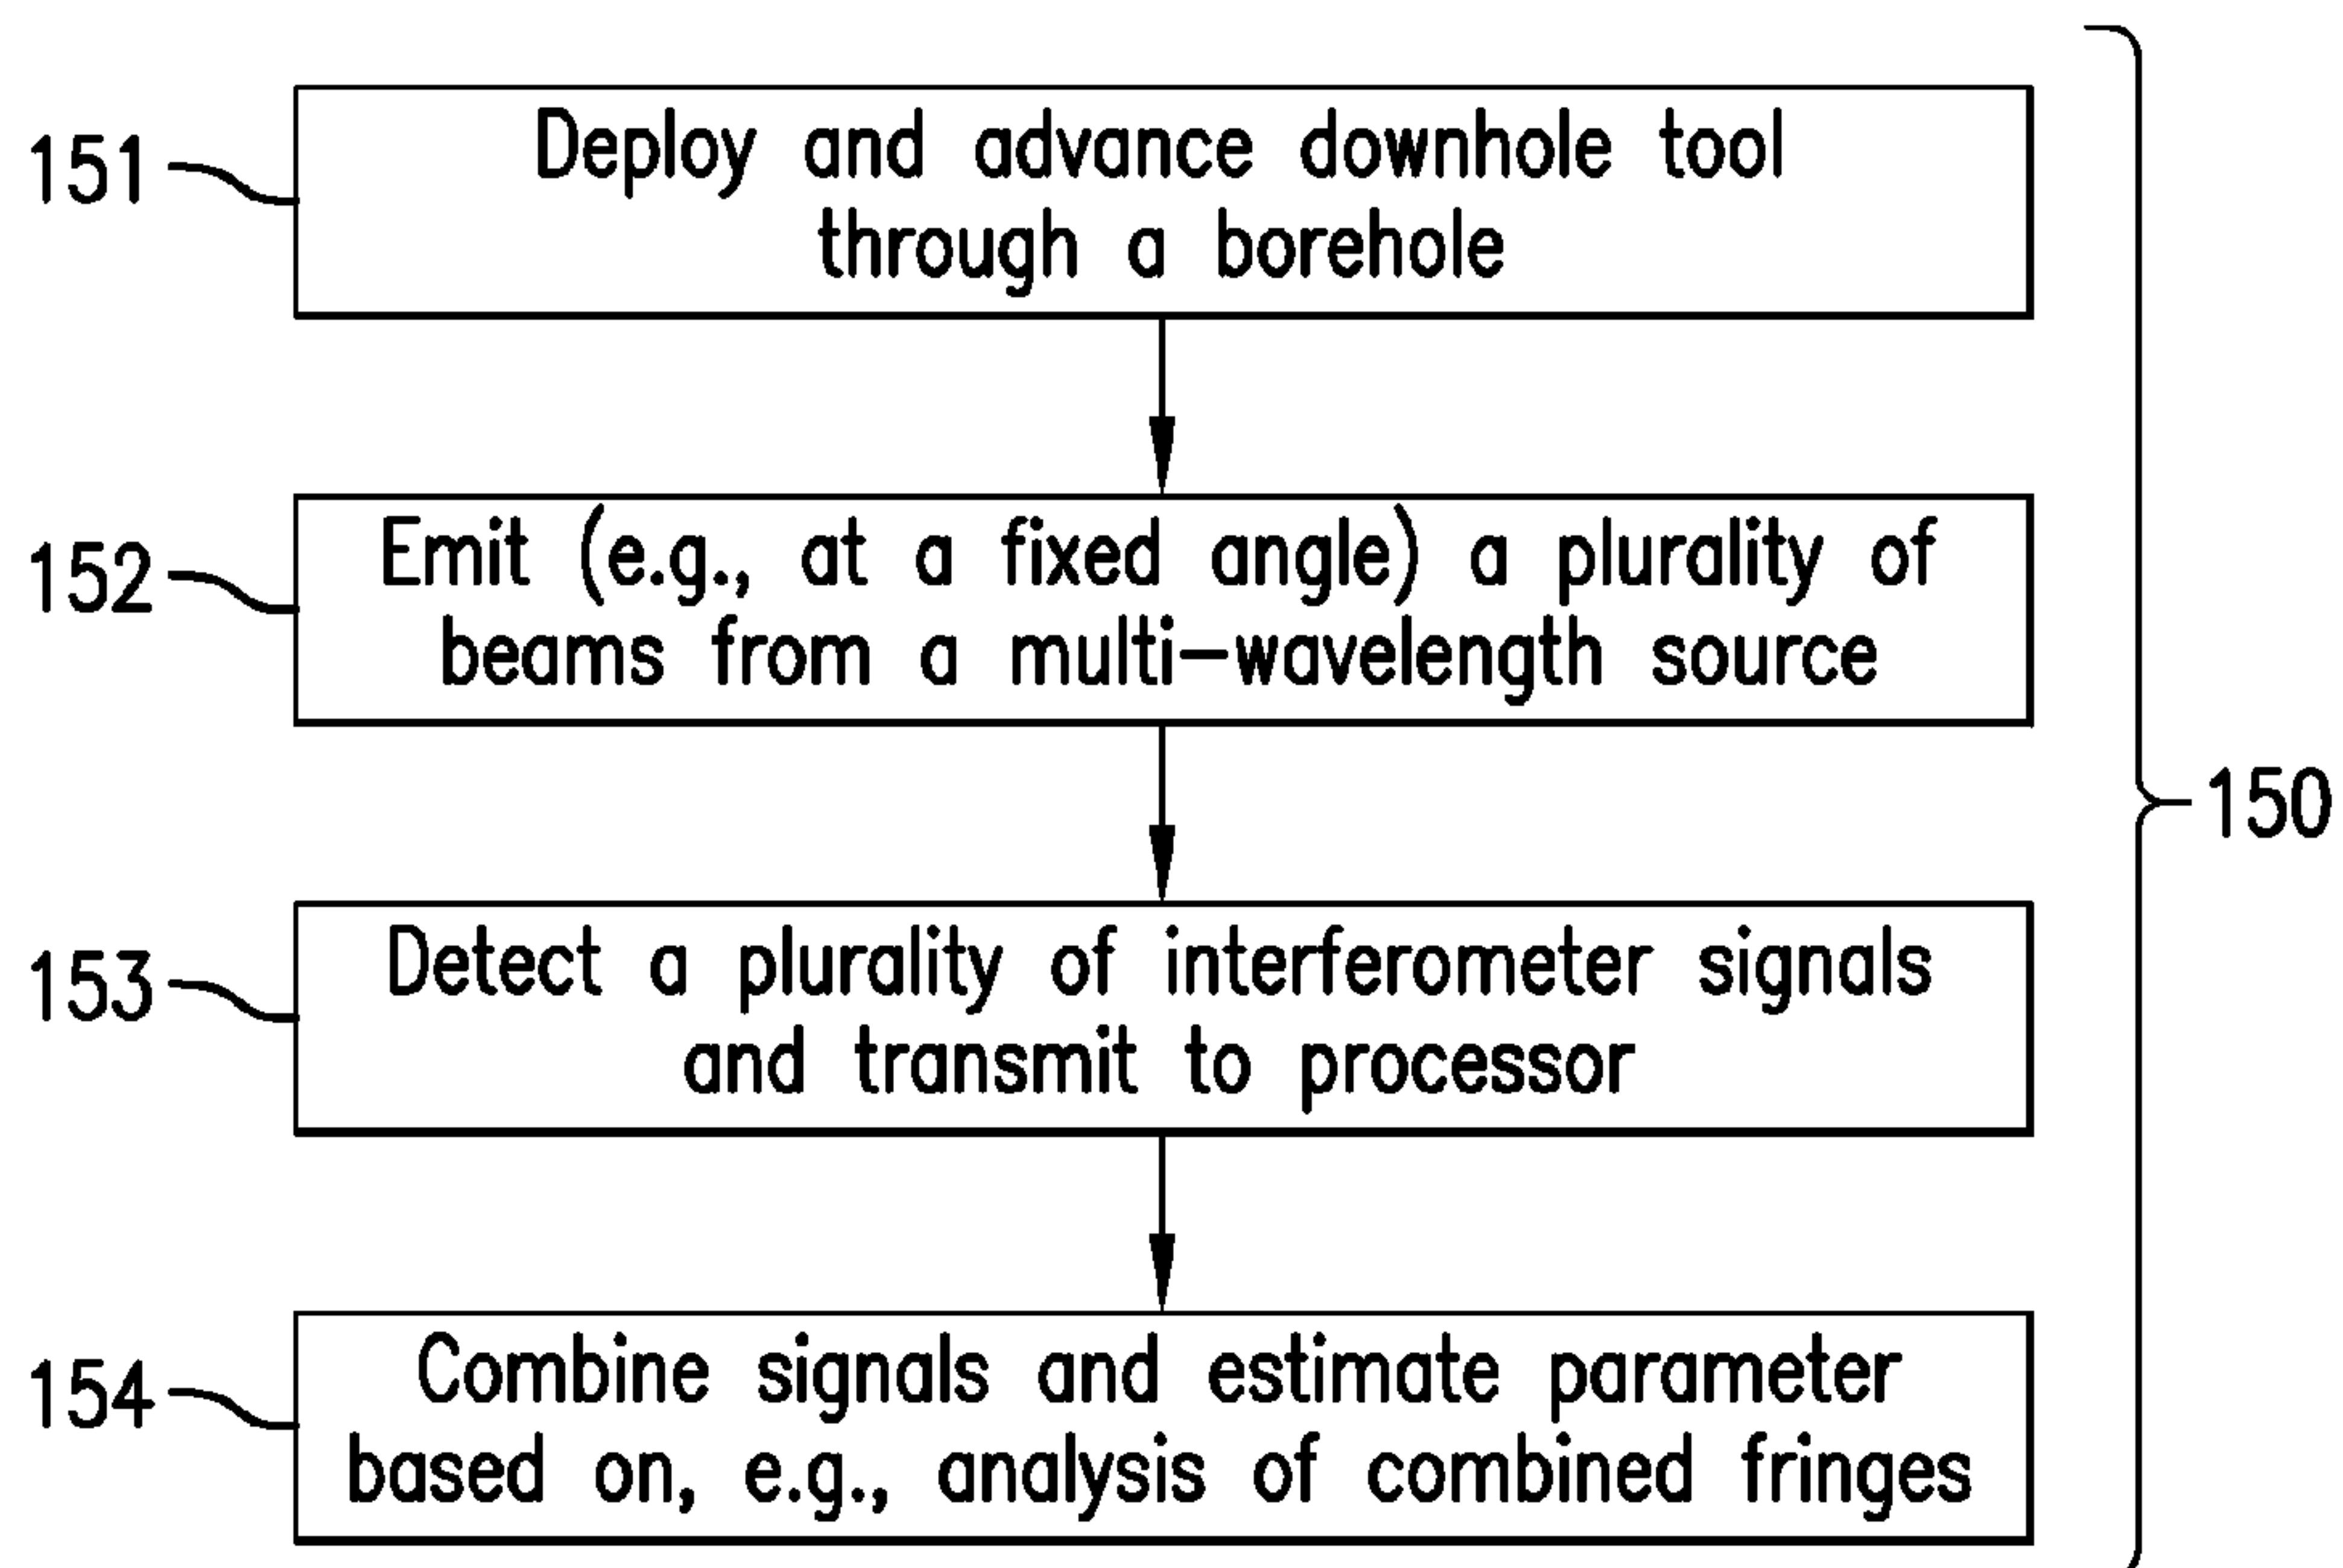 151
Deploy and advance downhole tool
through a borehole
152
Emit (e.g., at a fixed angle) a plurality of
beams from a multi-wavelength source
150
153
Detect a plurality of interferometer signals
and transmit to processor
154
Combine signals and estimate parameter
based on, e.g., analysis of combined fringes